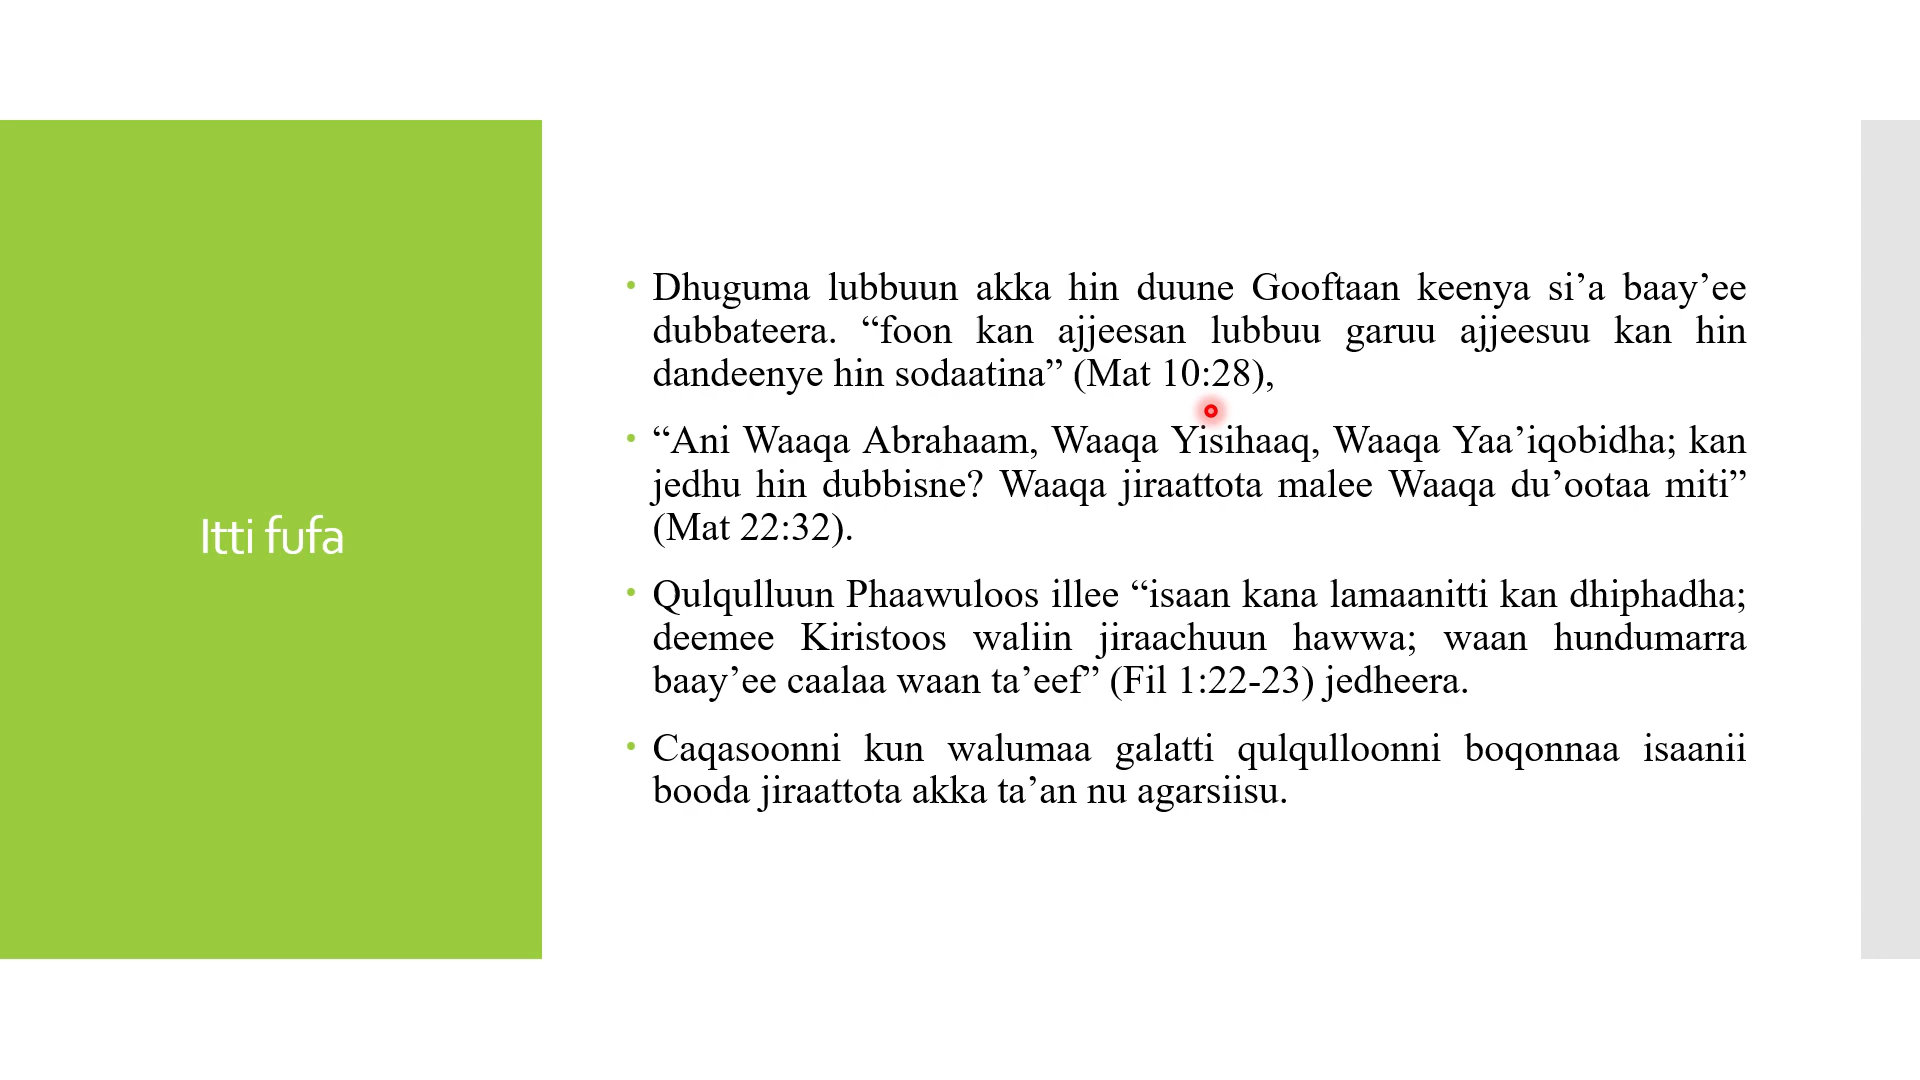 Itti fufa
• Dhuguma lubbuun akka hin duune Gooftaan keenya si’a baay’ee
dubbateera. “foon kan ajjeesan lubbuu garuu ajjeesuu kan hin
dandeenye hin sodaatina” (Mat 10:28),
• “Ani Waaqa Abrahaam, Waaqa Yisihaaq, Waaqa Yaa’iqobidha; kan
jedhu hin dubbisne? Waaqa jiraattota malee Waaqa du’ootaa miti”
(Mat 22:32).
• Qulqulluun Phaawuloos illee “isaan kana lamaanitti kan dhiphadha;
deemee Kiristoos waliin jiraachuun hawwa; waan hundumarra
baay’ee caalaa waan ta’eef” (Fil 1:22-23) jedheera.
• Caqasoonni kun walumaa galatti qulqulloonni boqonnaa isaanii
booda jiraattota akka ta’an nu agarsiisu.